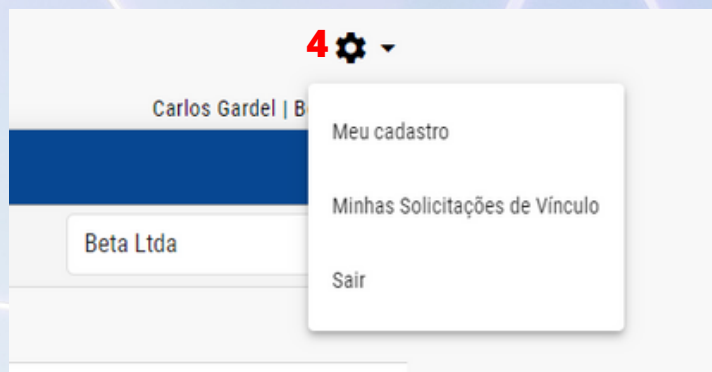 4
Carlos Gardel | B
Meu cadastro
Minhas Solicitações de Vínculo
Beta Ltda
Sair